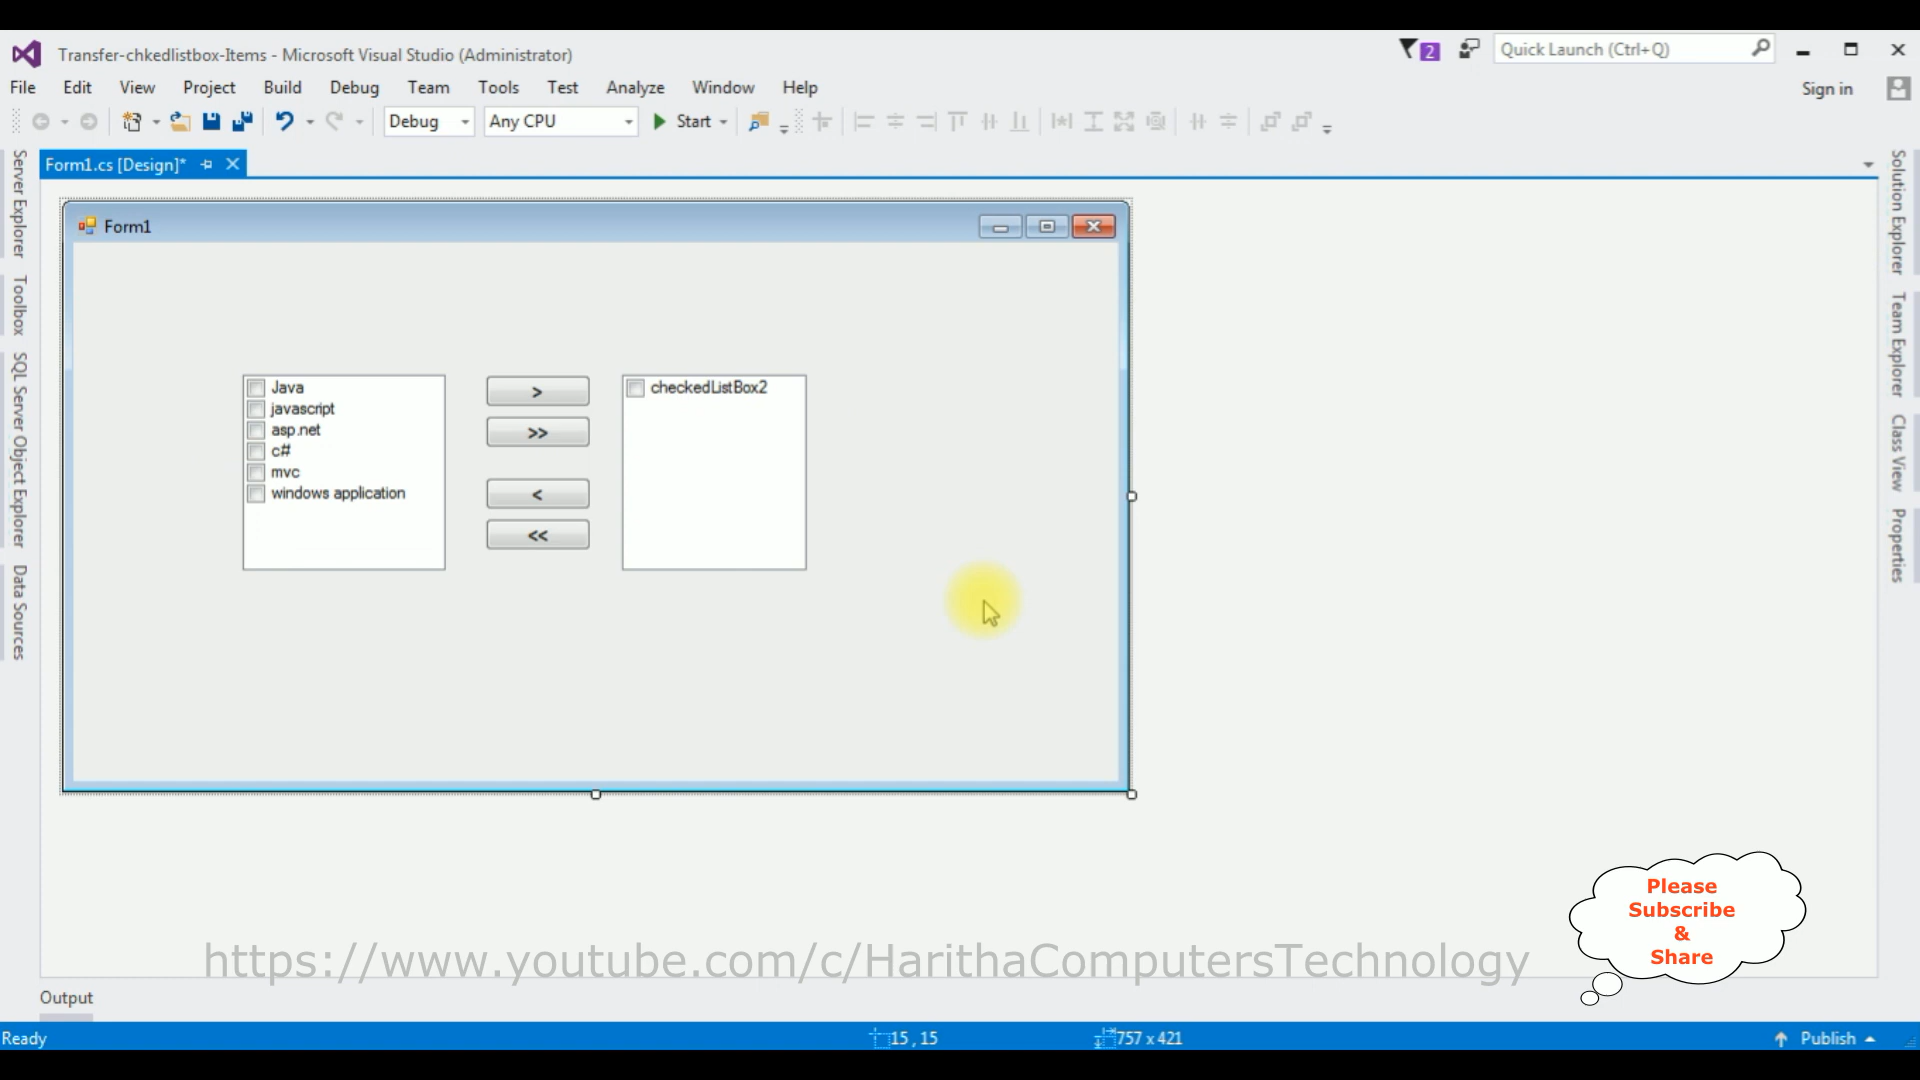 Transfer-chkedlistbox-Items - Microsoft Visual Studio (Administrator)
2
Quick Launch (Ctrl+Q)
File Edit View Project Build Debug Team Tools Test Analyze Window Help
Sign in
Debug Any CPU Start
Form1.cs [Design]*
Server Explorer
Toolbox
SQL Server Object Explorer
Data Sources
Form1
Java
javascript
asp.net
c#
mvc
windows application
>
>>
<
<<
checkedListBox2
Solution Explorer
Team Explorer
Class View
Properties
Please
Subscribe
&
Share
https://www.youtube.com/c/HarithaComputersTechnology
Output
Ready
15 , 15
757 x 421
Publish